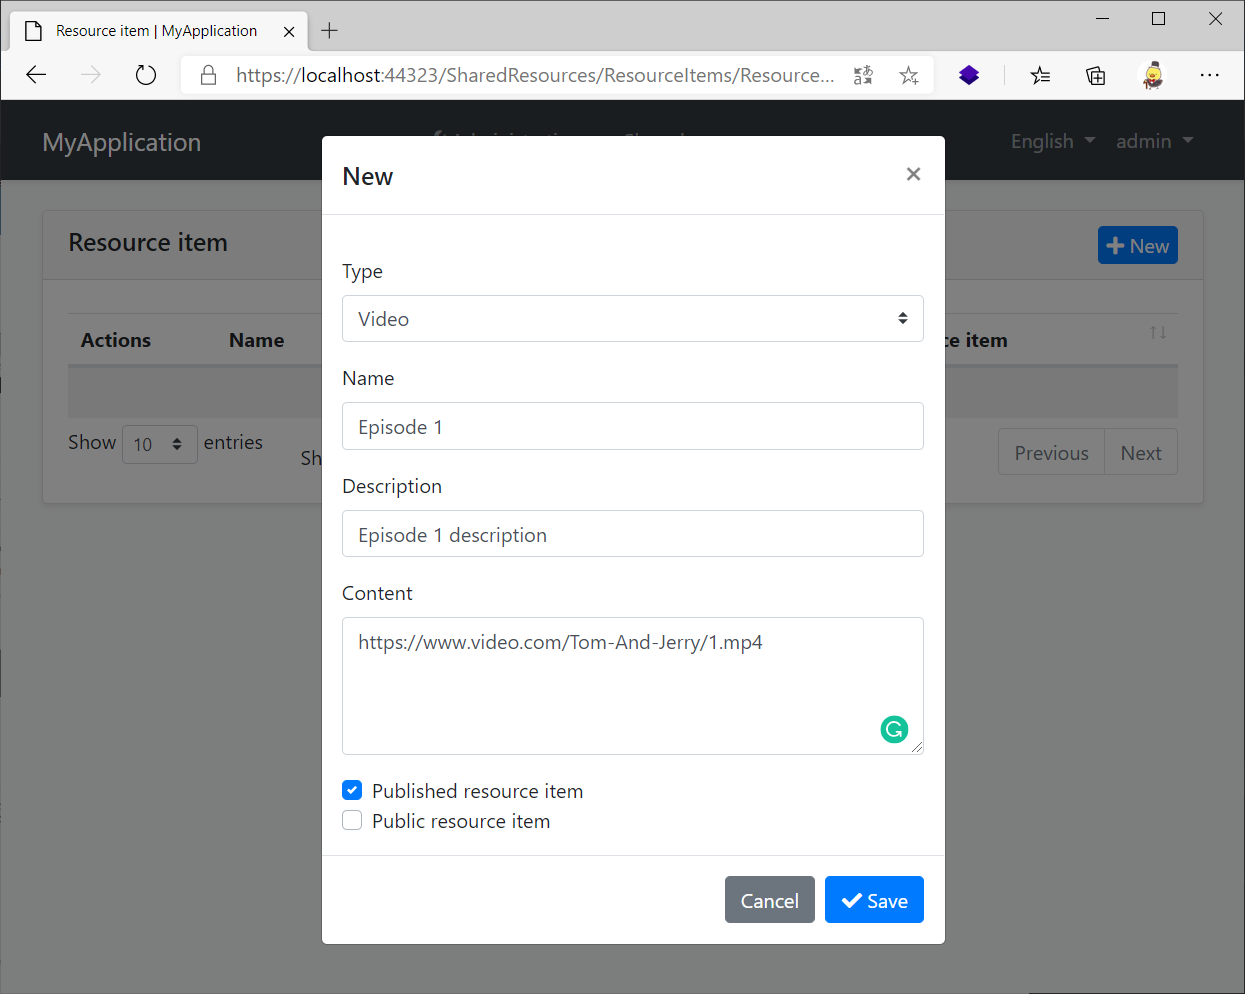 Resource item | MyApplication
https://localhost:44323/SharedResources/ResourceItems/Resource...
MyApplication
English
admin
New
Resource item
New
Type
Video
Actions
Name
ce item
Name
Episode 1
Show 10 entries
Sh
Previous
Next
Description
Episode 1 description
Content
https://www.video.com/Tom-And-Jerry/1.mp4
Published resource item
Public resource item
Cancel
Save